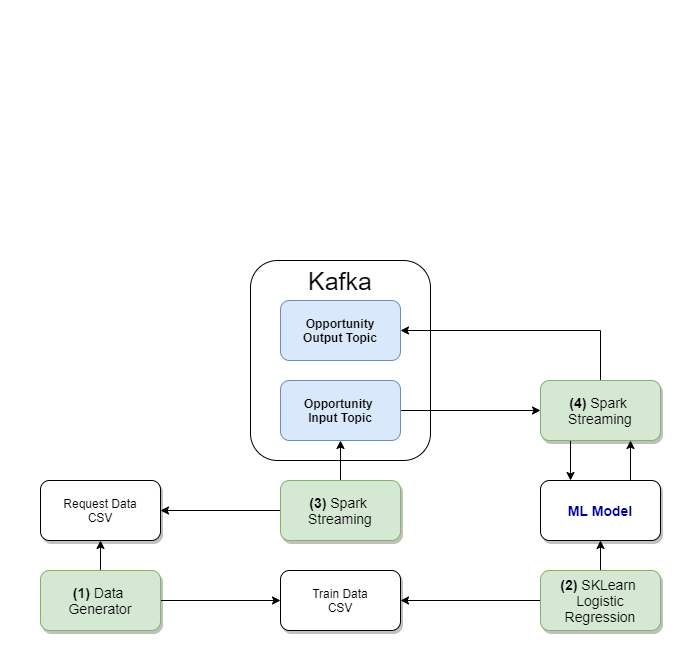 Kafka
Opportunity
Output Topic
Opportunity
Input Topic
(4) Spark
Streaming
Request Data
CSV
(3) Spark
Streaming
ML Model
(1) Data
Generator
Train Data
CSV
(2) SKLearn
Logistic
Regression